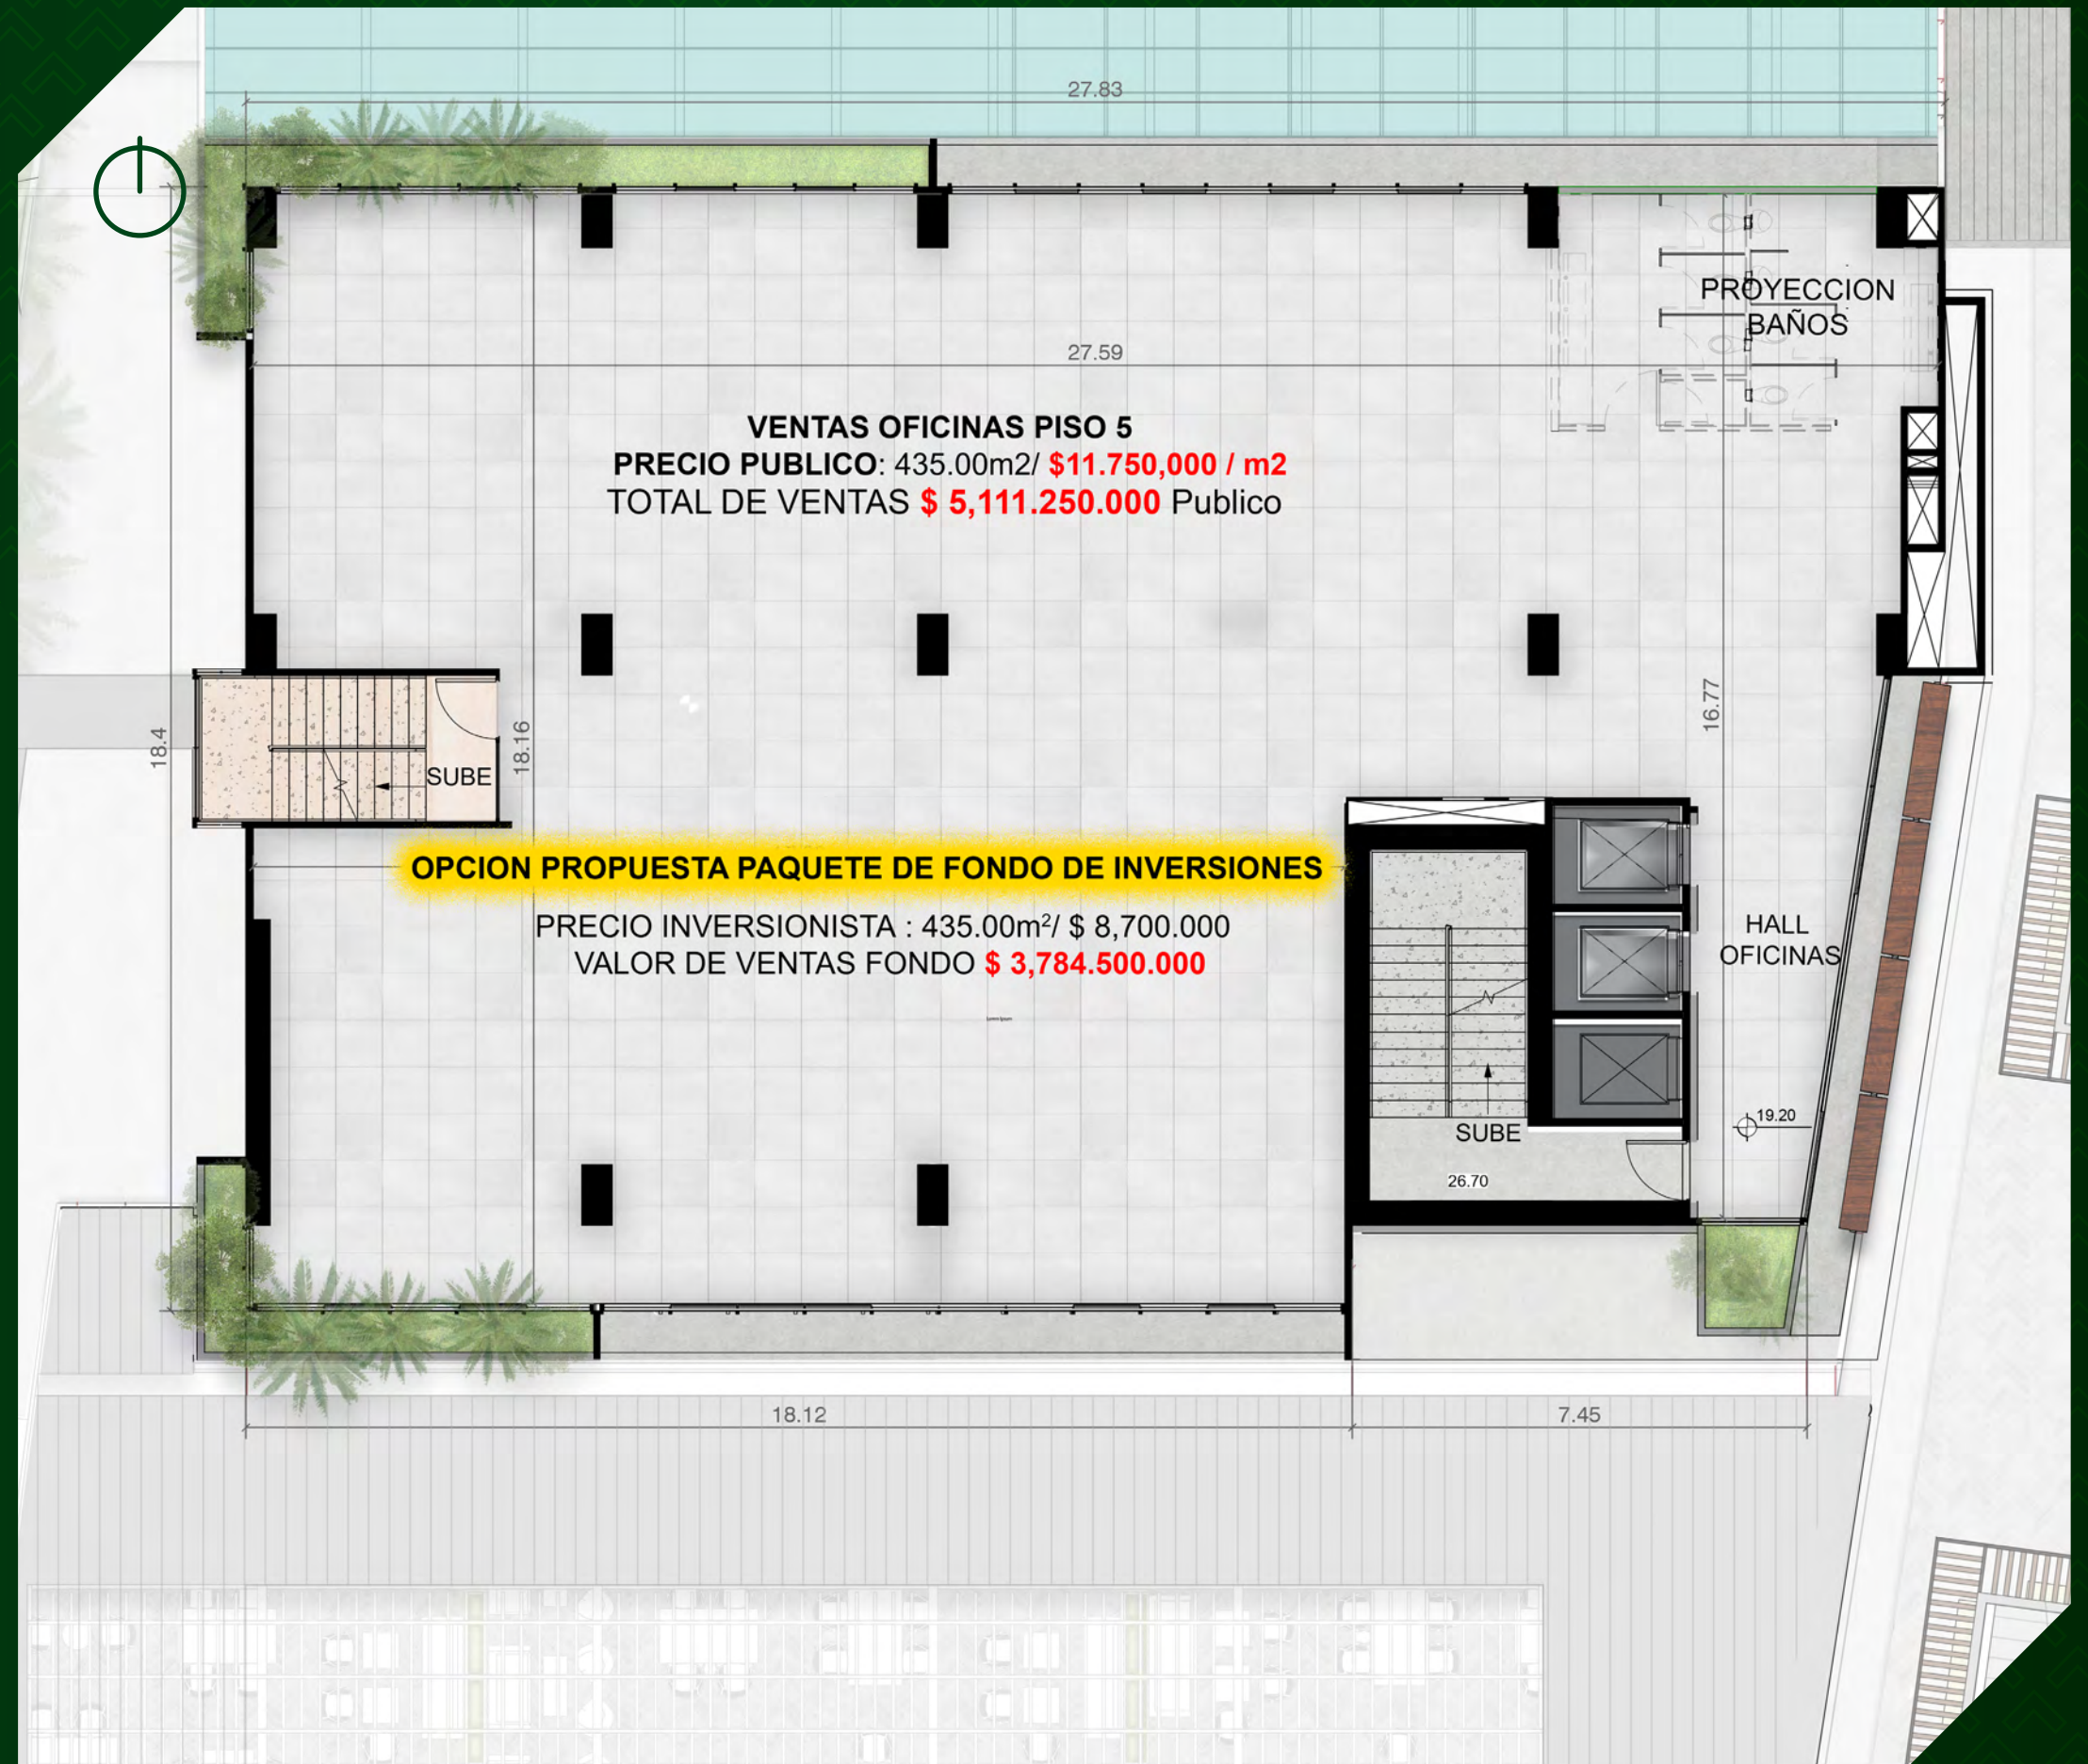 27.83
PROYECCION
BAÑOS
27.59
VENTAS OFICINAS PISO 5
PRECIO PUBLICO: 435.00m2/ $11.750,000 / m2
TOTAL DE VENTAS $ 5,111.250.000 Publico
18.4
18.16
16.77
SUBE
OPCION PROPUESTA PAQUETE DE FONDO DE INVERSIONES
PRECIO INVERSIONISTA : 435.00m²/ $ 8,700.000
VALOR DE VENTAS FONDO $ 3,784.500.000
HALL
OFICINAS
Lorem Ipsum
19.20
SUBE
26.70
18.12
7.45